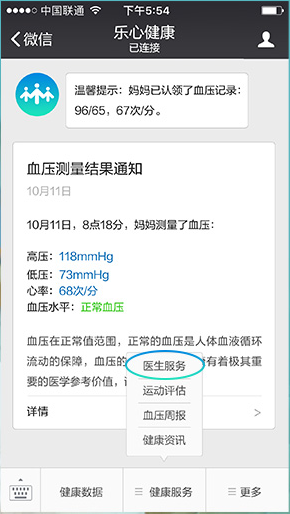 中国联通 下午5:54
微信
乐心健康
已连接
温馨提示：妈妈已认领了血压记录：
96/65，67次/分。
血压测量结果通知
10月11日
10月11日，8点18分，妈妈测量了血压：
高压：118mmHg
低压：73mmHg
心率：68次/分
血压水平：正常血压
血压在正常值范围，正常的血压是人体血液循环
流动的保障，血压的 有着极其重
要的医学参考价值，
详情
医生服务
运动评估
血压周报
健康资讯
健康数据 健康服务 更多